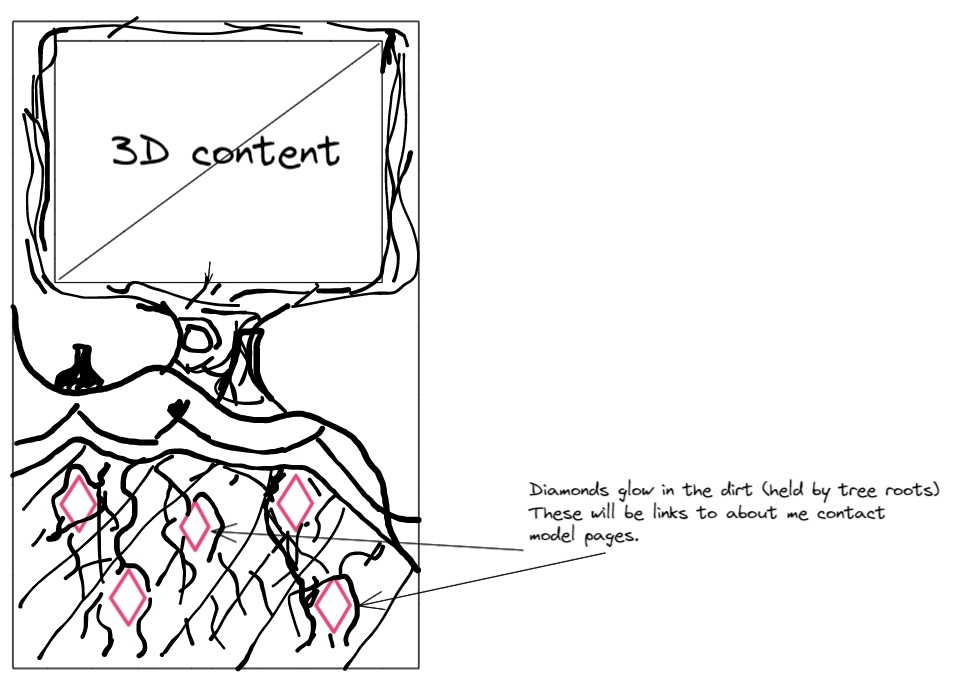 3D content
Diamonds glow in the dirt (held by tree roots)
These will be links to about me contact
model pages.